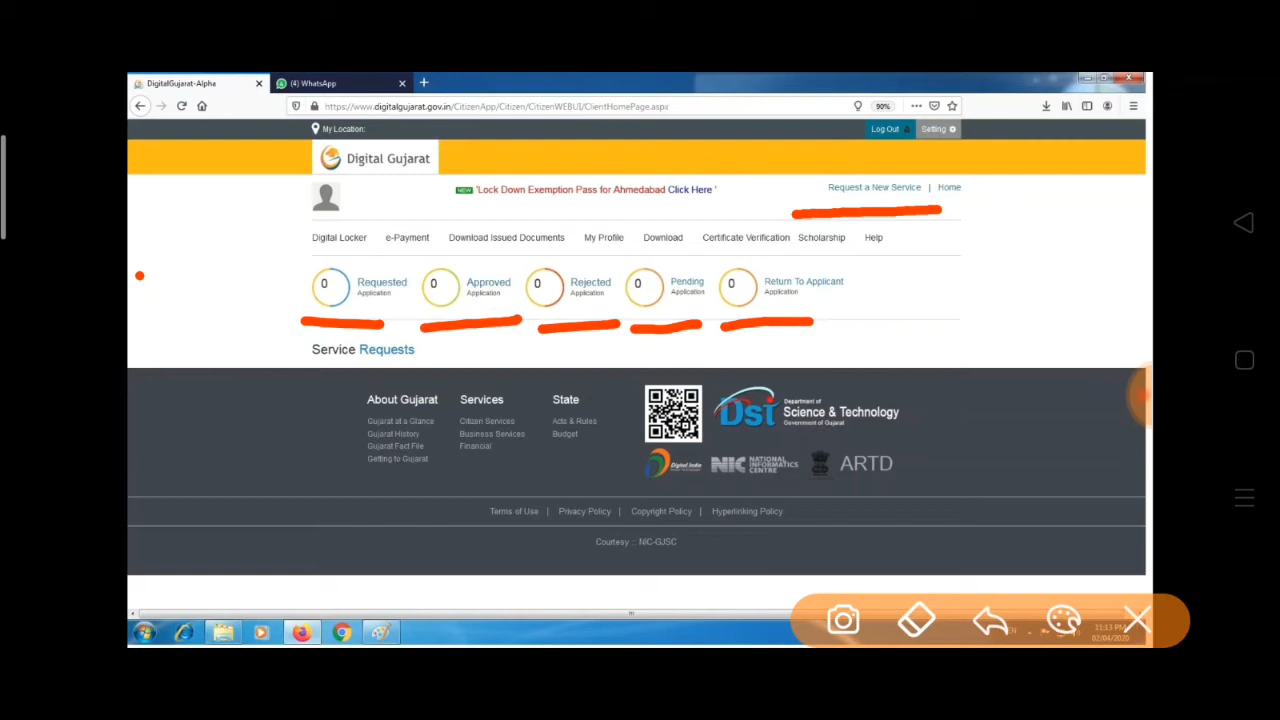 DigitalGujarat-Alpha
(4) WhatsApp
https://www.digitalgujarat.gov.in/CitizenApp/Citizen/CitizenWEBUI/ClientHomePage.aspx
90%
My Location:
Log Out
Setting
Digital Gujarat
NEW 'Lock Down Exemption Pass for Ahmedabad Click Here '
Request a New Service | Home
Digital Locker e-Payment Download Issued Documents My Profile Download Certificate Verification Scholarship Help
0 Requested Application
0 Approved Application
0 Rejected Application
0 Pending Application
0 Return To Applicant Application
Service Requests
About Gujarat
Gujarat at a Glance
Gujarat History
Gujarat Fact File
Getting to Gujarat
Services
Citizen Services
Business Services
Financial
State
Acts & Rules
Budget
DST
Department of
Science & Technology
Government of Gujarat
Digital India
NIC NATIONAL INFORMATICS CENTRE
ARTD
Terms of Use | Privacy Policy | Copyright Policy | Hyperlinking Policy
Courtesy :: NIC-GJSC
11:13 PM
02/04/2020